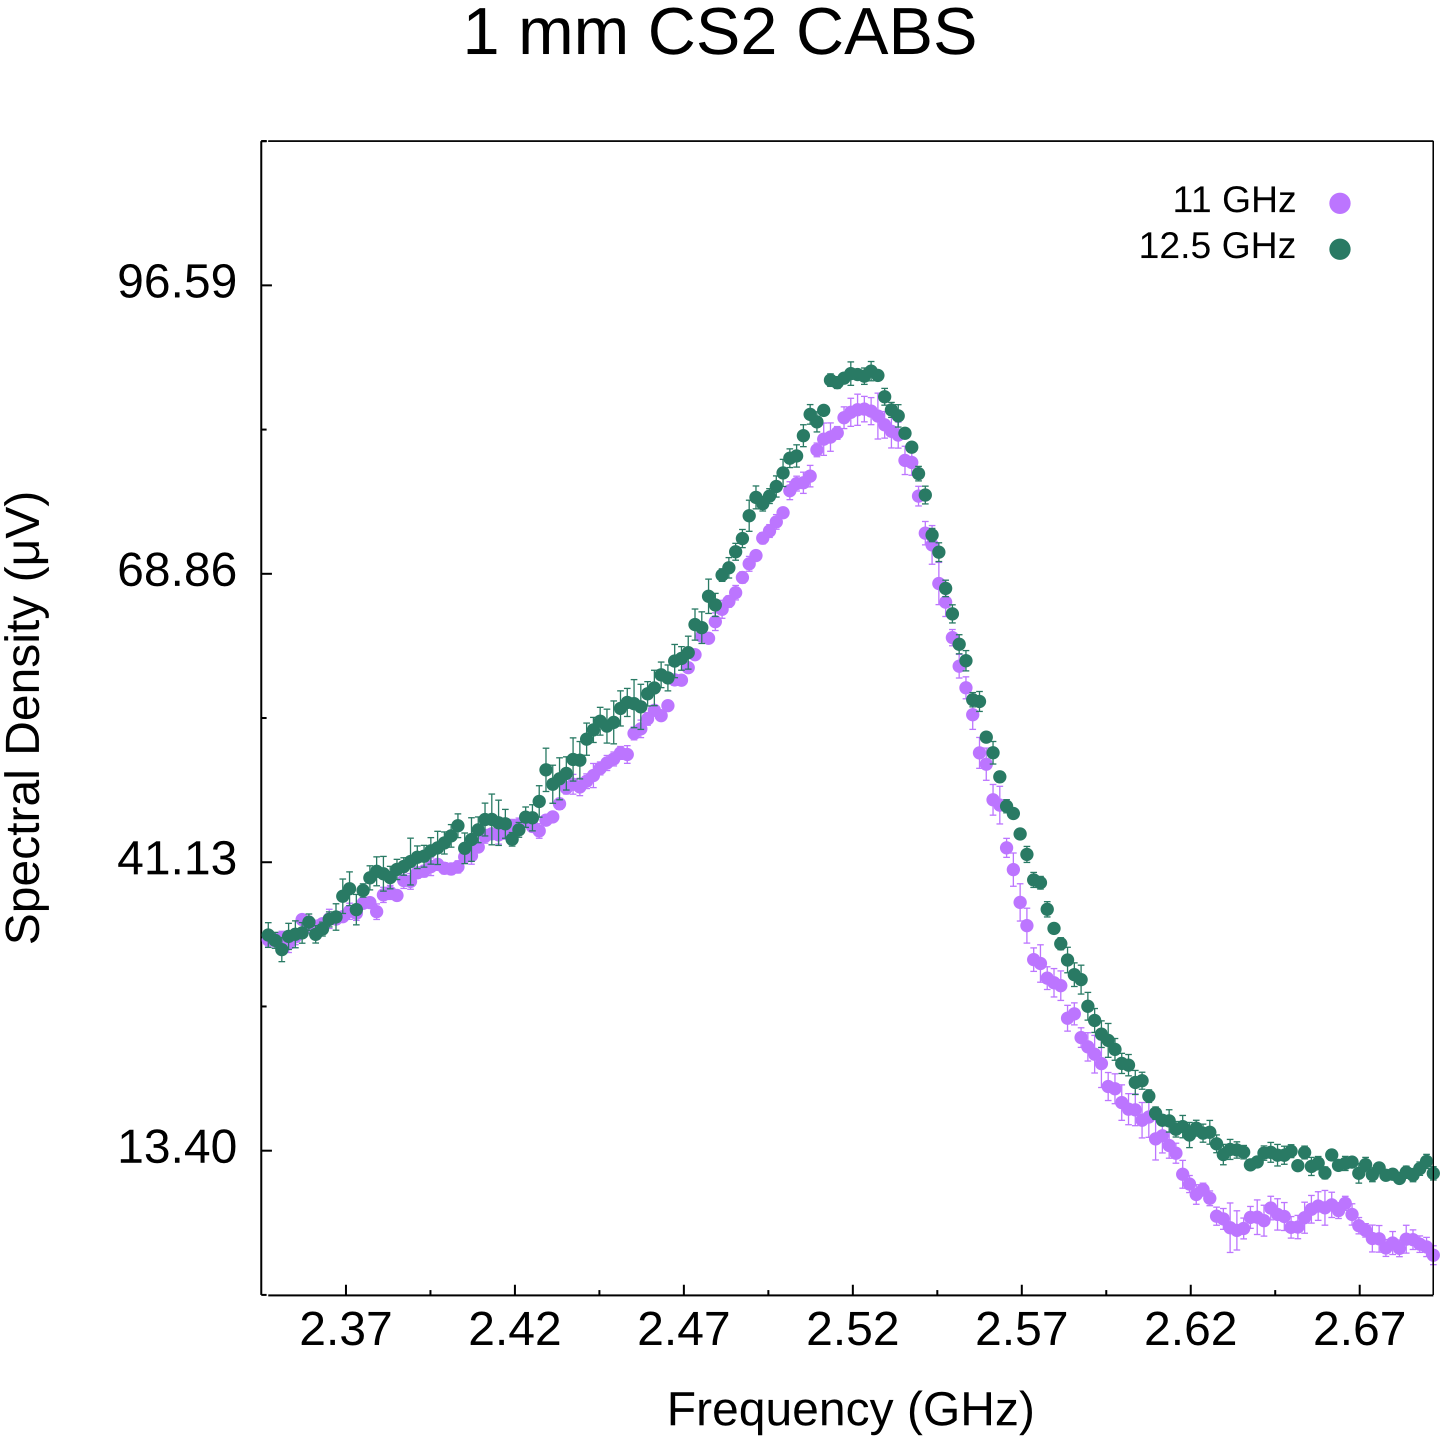 1 mm CS2 CABS
11 GHz
12.5 GHz
96.59
68.86
41.13
13.40
Spectral Density (μV)
2.37 2.42 2.47 2.52 2.57 2.62 2.67
Frequency (GHz)